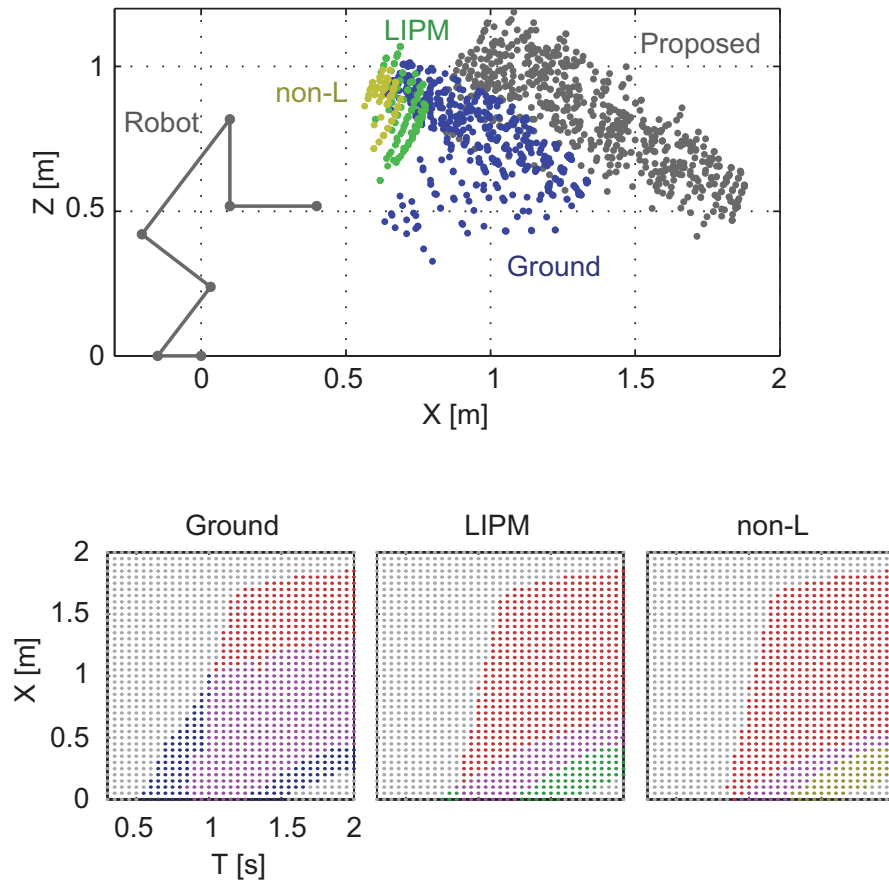 LIPM
Proposed
non-L
Robot
Ground
Z [m]
1
0.5
0
0 0.5 1 1.5 2
X [m]
Ground LIPM non-L
X [m]
2
1.5
1
0.5
0
0.5 1 1.5 2
T [s]